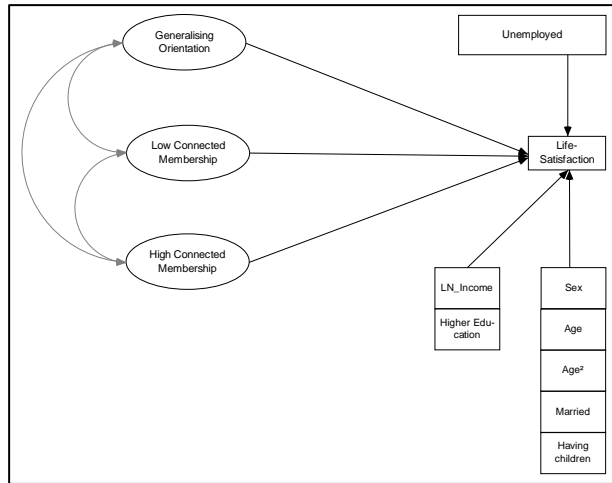 Generalising
Orientation
Unemployed
Low Connected
Membership
Life-
Satisfaction
High Connected
Membership
LN_Income
Higher Edu-
cation
Sex
Age
Age²
Married
Having
children